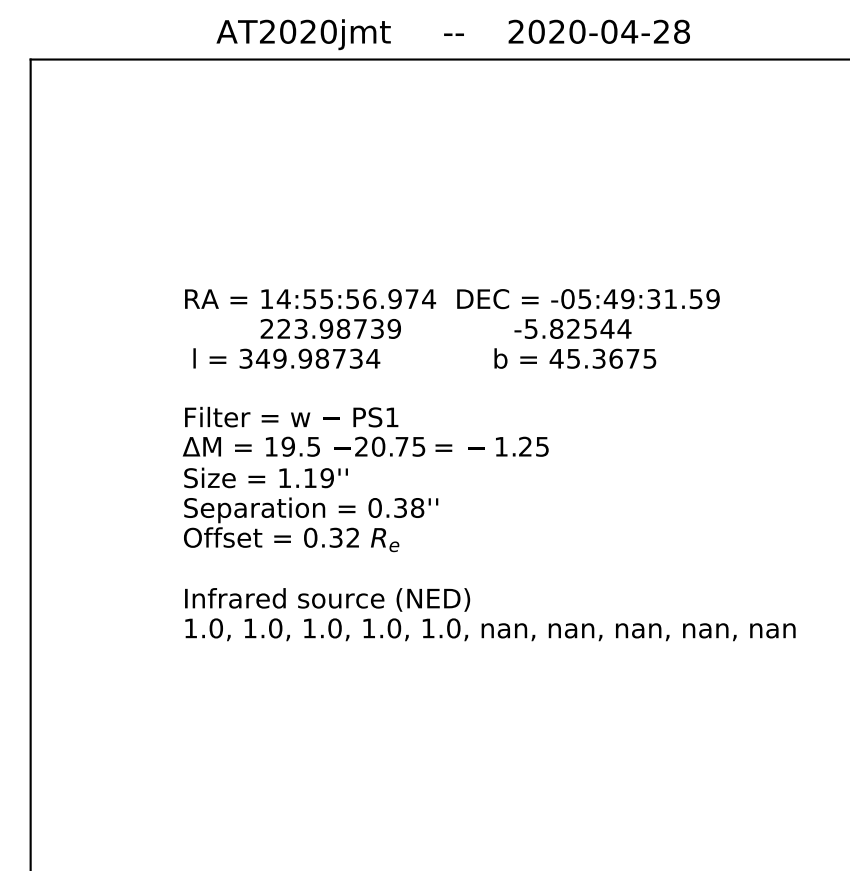 AT2020jmt -- 2020-04-28
RA = 14:55:56.974 DEC = -05:49:31.59
223.98739 -5.82544
l = 349.98734 b = 45.3675
Filter = w − PS1
ΔM = 19.5 −20.75 = − 1.25
Size = 1.19''
Separation = 0.38''
Offset = 0.32 Rₑ
Infrared source (NED)
1.0, 1.0, 1.0, 1.0, 1.0, nan, nan, nan, nan, nan